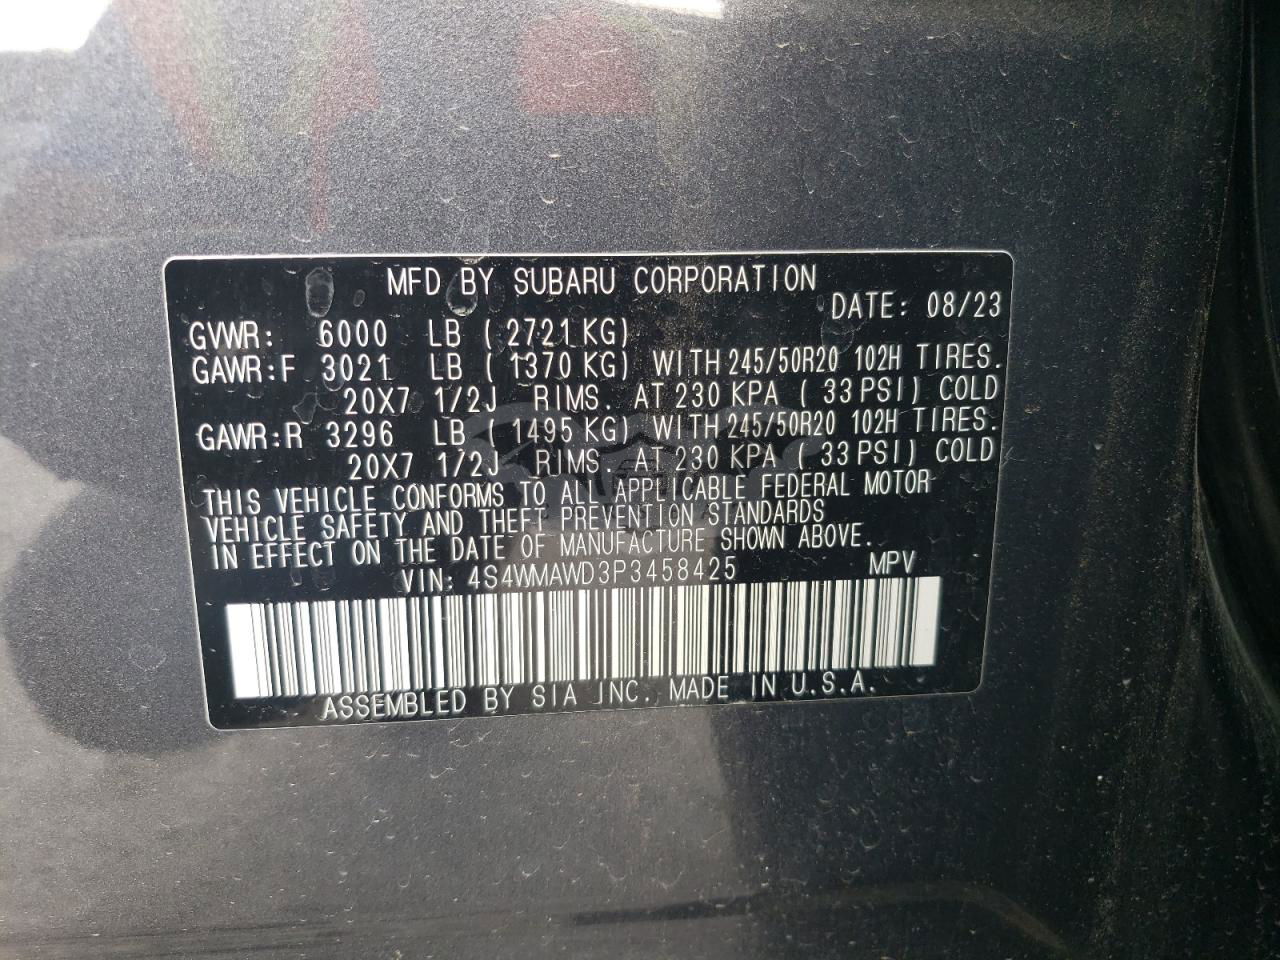 MFD BY SUBARU CORPORATION
DATE: 08/23
GVWR: 6000 LB ( 2721 KG)
GAWR:F 3021 LB ( 1370 KG) WITH 245/50R20 102H TIRES.
20X7 1/2J RIMS. AT 230 KPA ( 33 PSI) COLD
GAWR:R 3296 LB ( 1495 KG) WITH 245/50R20 102H TIRES.
20X7 1/2J RIMS. AT 230 KPA ( 33 PSI) COLD
THIS VEHICLE CONFORMS TO ALL APPLICABLE FEDERAL MOTOR
VEHICLE SAFETY AND THEFT PREVENTION STANDARDS
IN EFFECT ON THE DATE OF MANUFACTURE SHOWN ABOVE.
VIN: 4S4WMAWD3P3458425 MPV
ASSEMBLED BY SIA INC. MADE IN U.S.A.